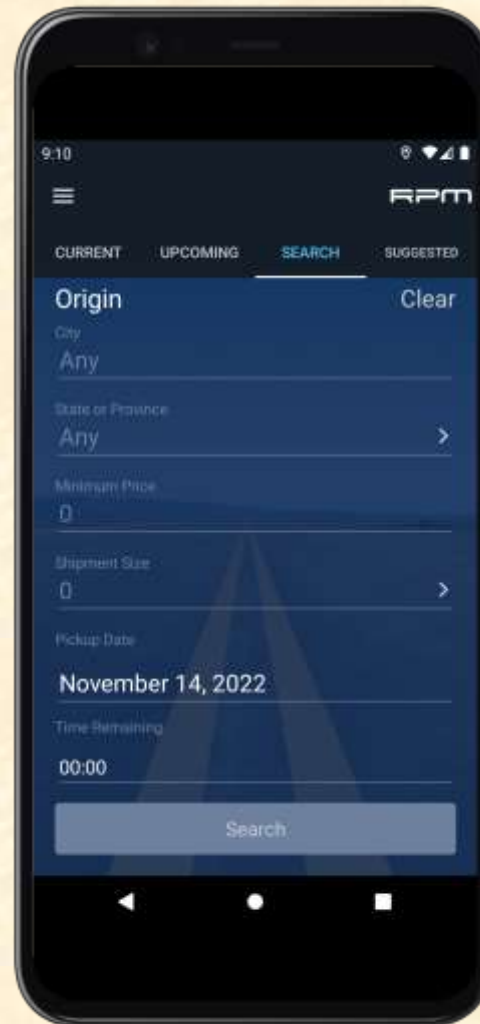 9:10
RPM
CURRENT UPCOMING SEARCH SUGGESTED
Origin Clear
City
Any
State or Province
Any
Minimum Price
0
Shipment Size
0
Pickup Date
November 14, 2022
Time Remaining
00:00
Search